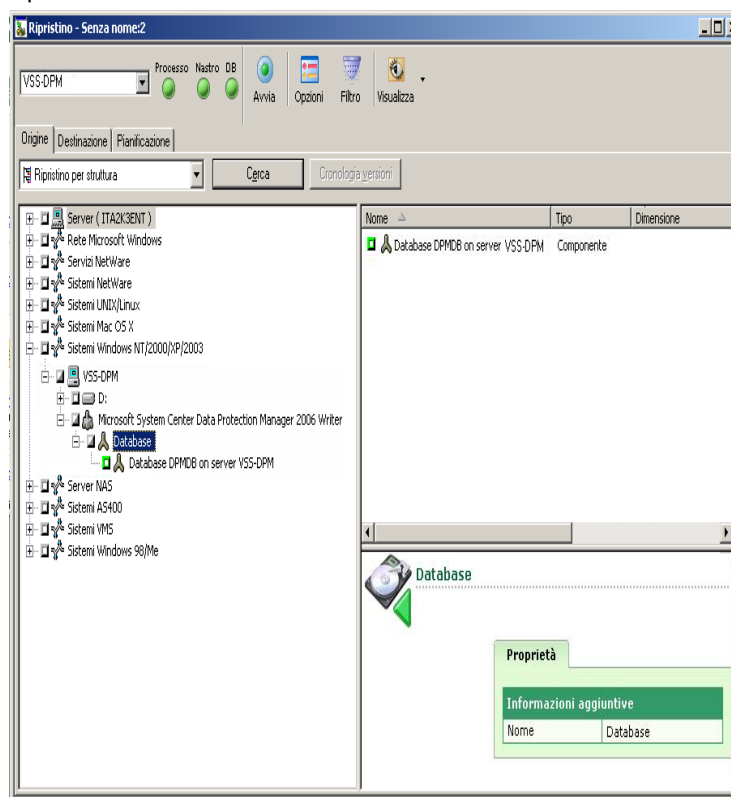 Ripristino - Senza nome:2
VSS-DPM
Processo Nastro DB
Avvia Opzioni Filtro Visualizza
Origine Destinazione Pianificazione
Ripristino per struttura Cerca Cronologia versioni
Server ( ITA2K3ENT )
Rete Microsoft Windows
Servizi NetWare
Sistemi NetWare
Sistemi UNIX/Linux
Sistemi Mac OS X
Sistemi Windows NT/2000/XP/2003
VSS-DPM
D:
Microsoft System Center Data Protection Manager 2006 Writer
Database
Database DPMDB on server VSS-DPM
Server NAS
Sistemi AS400
Sistemi VMS
Sistemi Windows 98/Me
Nome Tipo Dimensione
Database DPMDB on server VSS-DPM Componente
Database
Proprietà
Informazioni aggiuntive
Nome Database